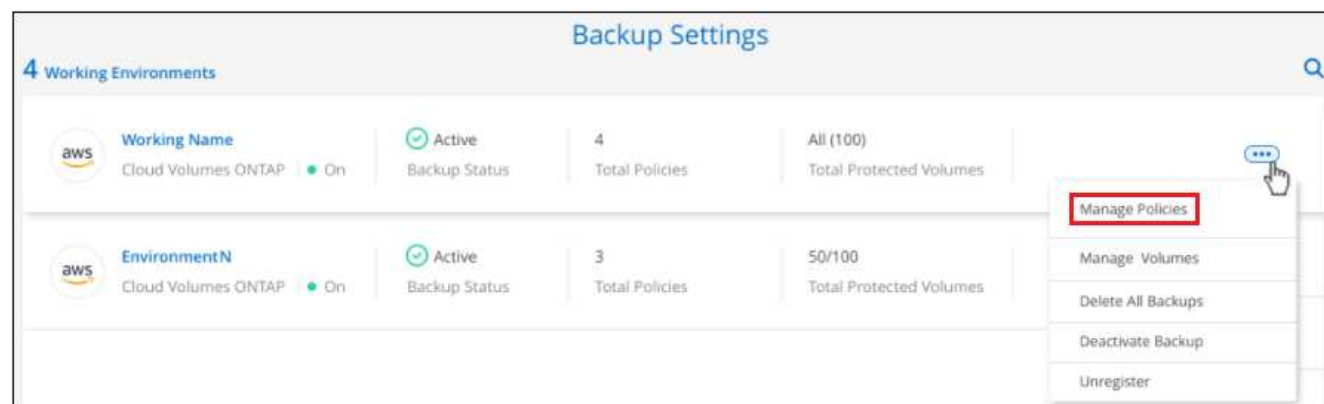 Backup Settings
4 Working Environments
aws
Working Name
Cloud Volumes ONTAP
On
Active
Backup Status
4
Total Policies
All (100)
Total Protected Volumes
Manage Policies
Manage Volumes
Delete All Backups
Deactivate Backup
Unregister
aws
EnvironmentN
Cloud Volumes ONTAP
On
Active
Backup Status
3
Total Policies
50/100
Total Protected Volumes